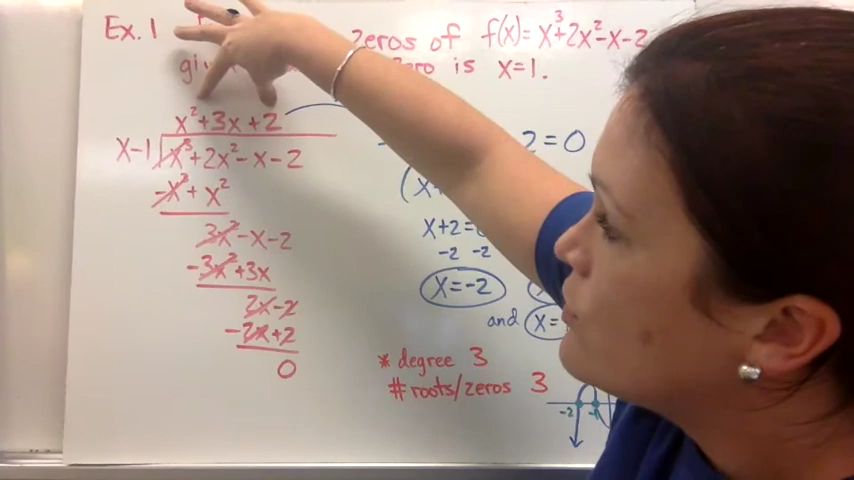 Ex. 1 zeros of f(x)= x³+2x²-x-2
zero is x=1.
x²+3x+2
x-1 x³+2x²-x-2
-x³+x²
3x²-x-2
-3x²+3x
2x-2
-2x+2
0
2=0
(x+
x+2=0
-2 -2
x=-2
and x=
* degree 3
# roots/zeros 3
-2 -1